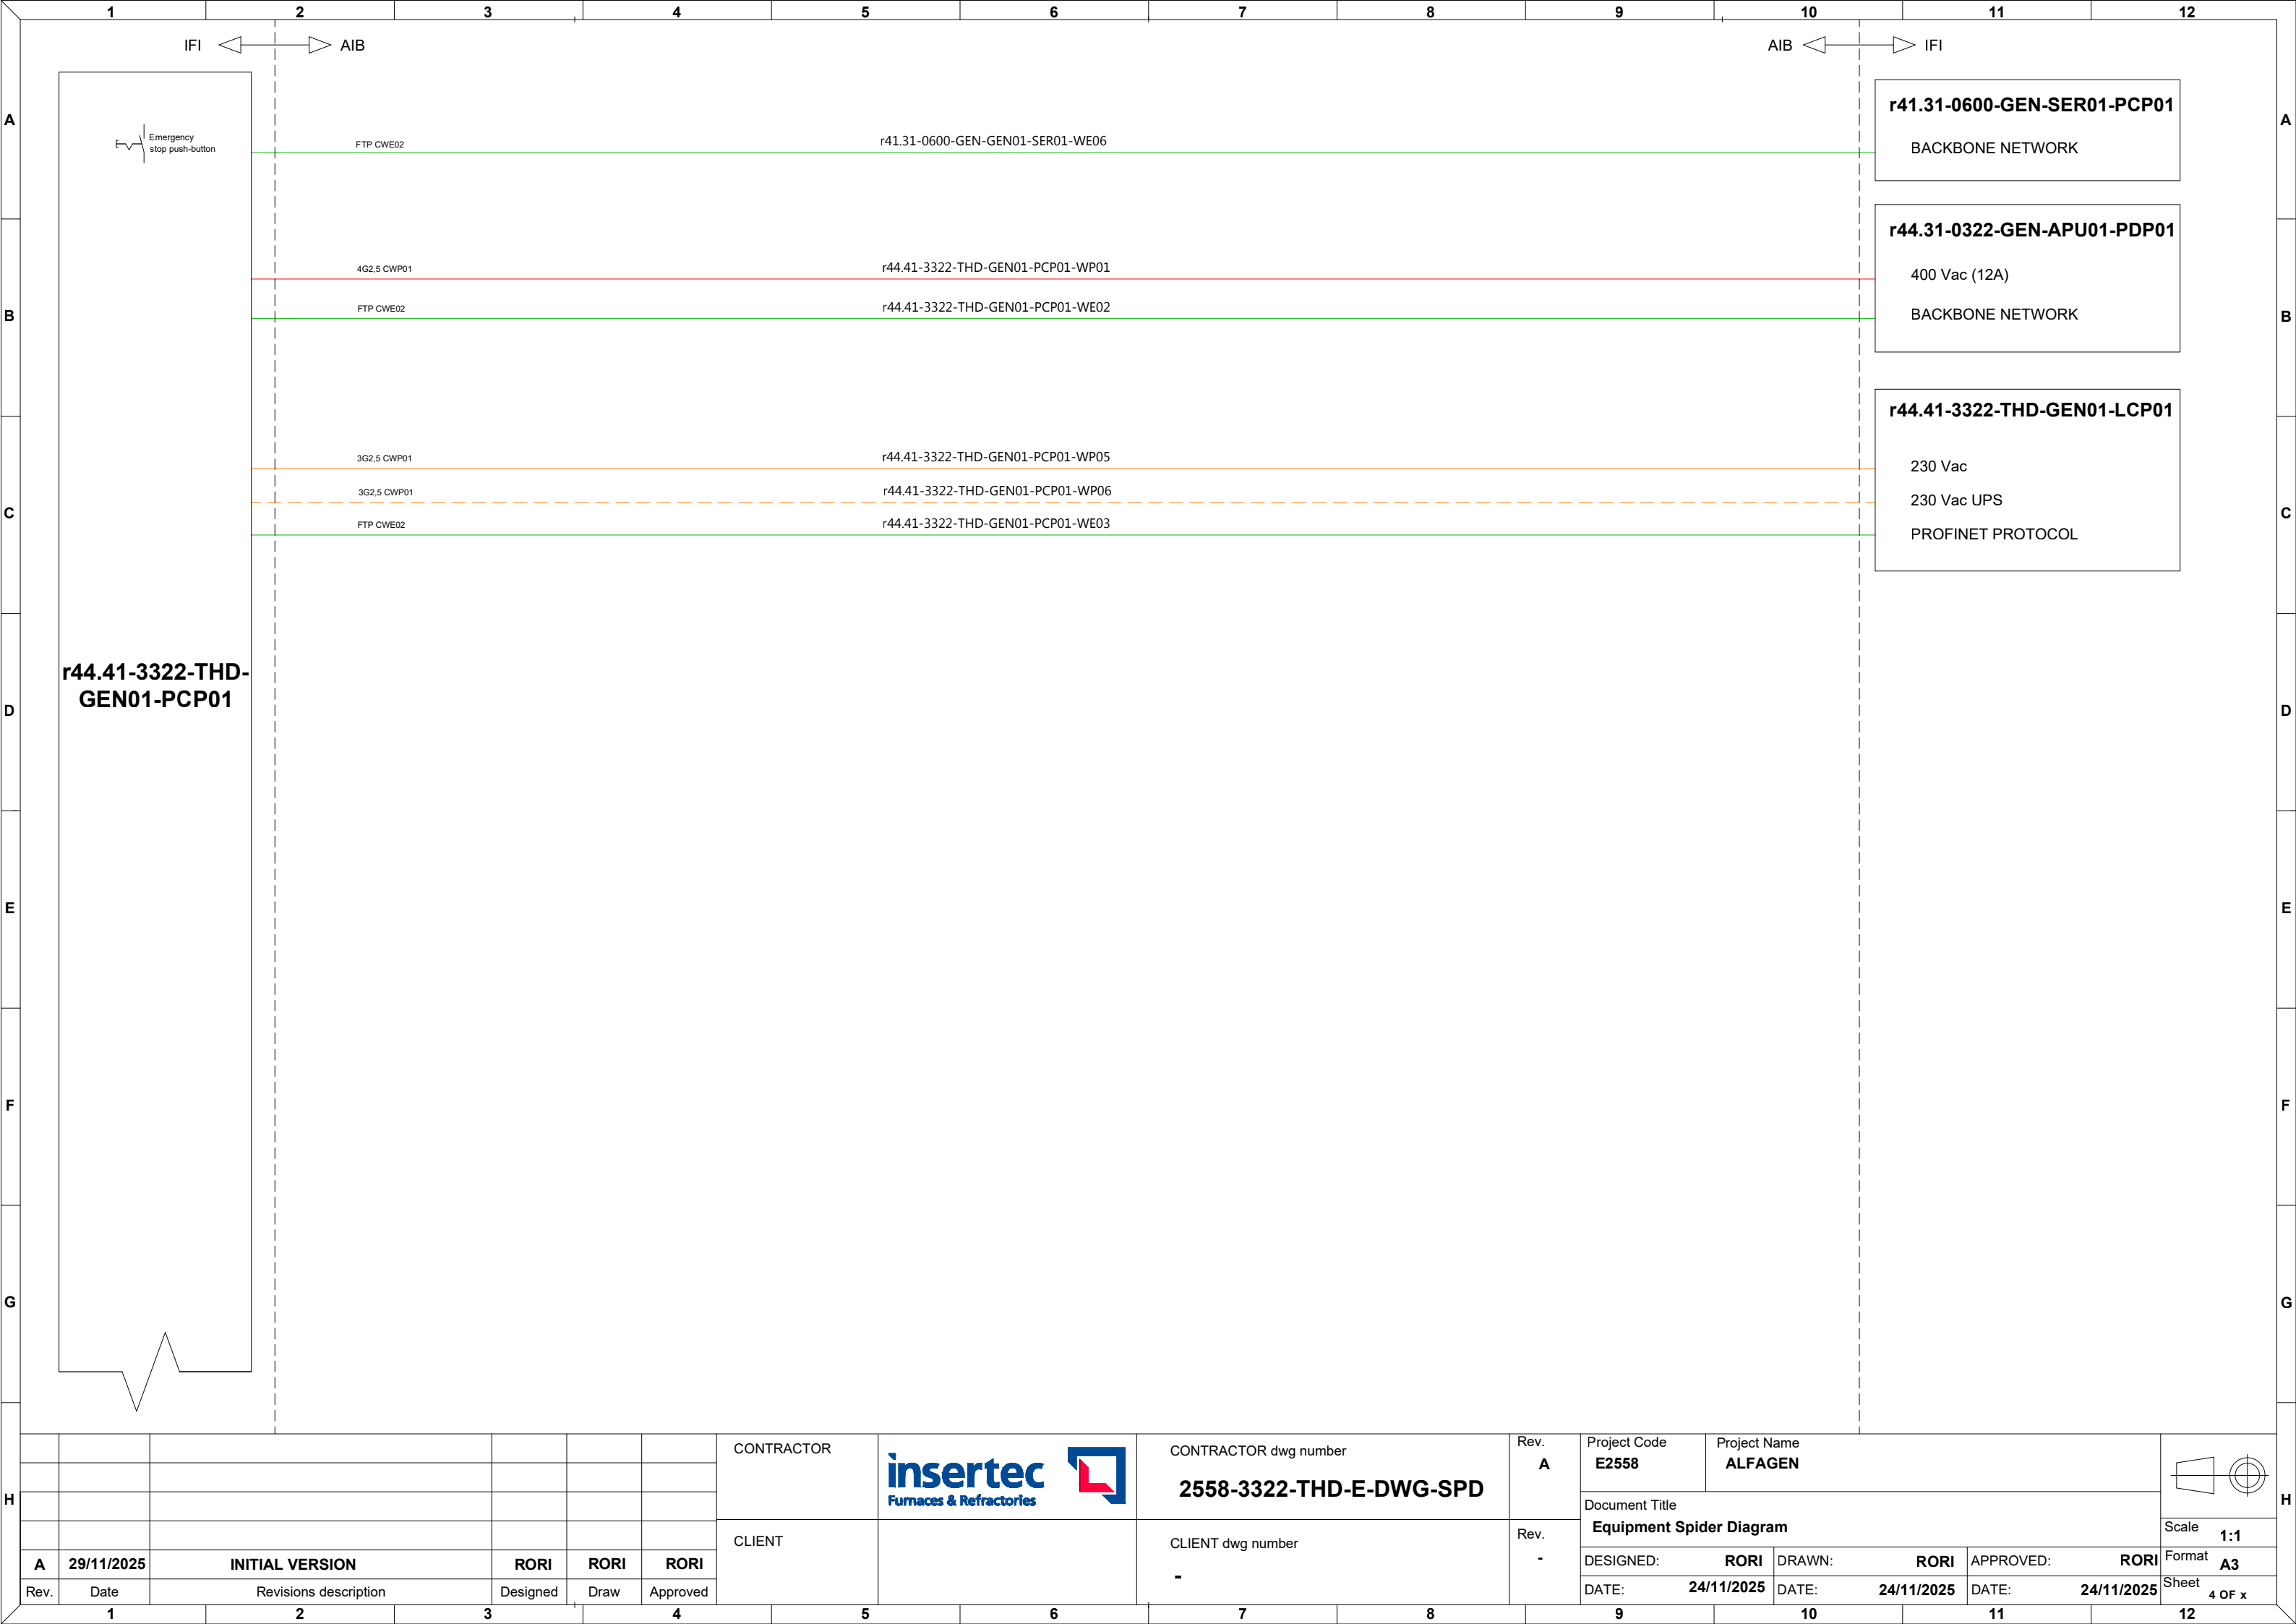 1 2 3 4 5 6 7 8 9 10 11 12
IFI AIB
AIB IFI
A
A
Emergency
stop push-button
FTP CWE02
r41.31-0600-GEN-GEN01-SER01-WE06
r41.31-0600-GEN-SER01-PCP01
BACKBONE NETWORK
r44.31-0322-GEN-APU01-PDP01
4G2,5 CWP01
r44.41-3322-THD-GEN01-PCP01-WP01
400 Vac (12A)
B
FTP CWE02
r44.41-3322-THD-GEN01-PCP01-WE02
BACKBONE NETWORK
B
r44.41-3322-THD-GEN01-LCP01
3G2,5 CWP01
r44.41-3322-THD-GEN01-PCP01-WP05
230 Vac
3G2,5 CWP01
r44.41-3322-THD-GEN01-PCP01-WP06
230 Vac UPS
C
C
FTP CWE02
r44.41-3322-THD-GEN01-PCP01-WE03
PROFINET PROTOCOL
r44.41-3322-THD-
GEN01-PCP01
D
D
E
E
F
F
G
G
H
H
A 29/11/2025 INITIAL VERSION RORI RORI RORI
Rev. Date Revisions description Designed Draw Approved
CONTRACTOR
insertec
Furnaces & Refractories
CONTRACTOR dwg number
2558-3322-THD-E-DWG-SPD
Rev.
A
CLIENT
CLIENT dwg number
-
Rev.
-
Project Code
E2558
Project Name
ALFAGEN
Document Title
Equipment Spider Diagram
DESIGNED: RORI DRAWN: RORI APPROVED: RORI
DATE: 24/11/2025 DATE: 24/11/2025 DATE: 24/11/2025
Scale
1:1
Format
A3
Sheet
4 OF x
1 2 3 4 5 6 7 8 9 10 11 12